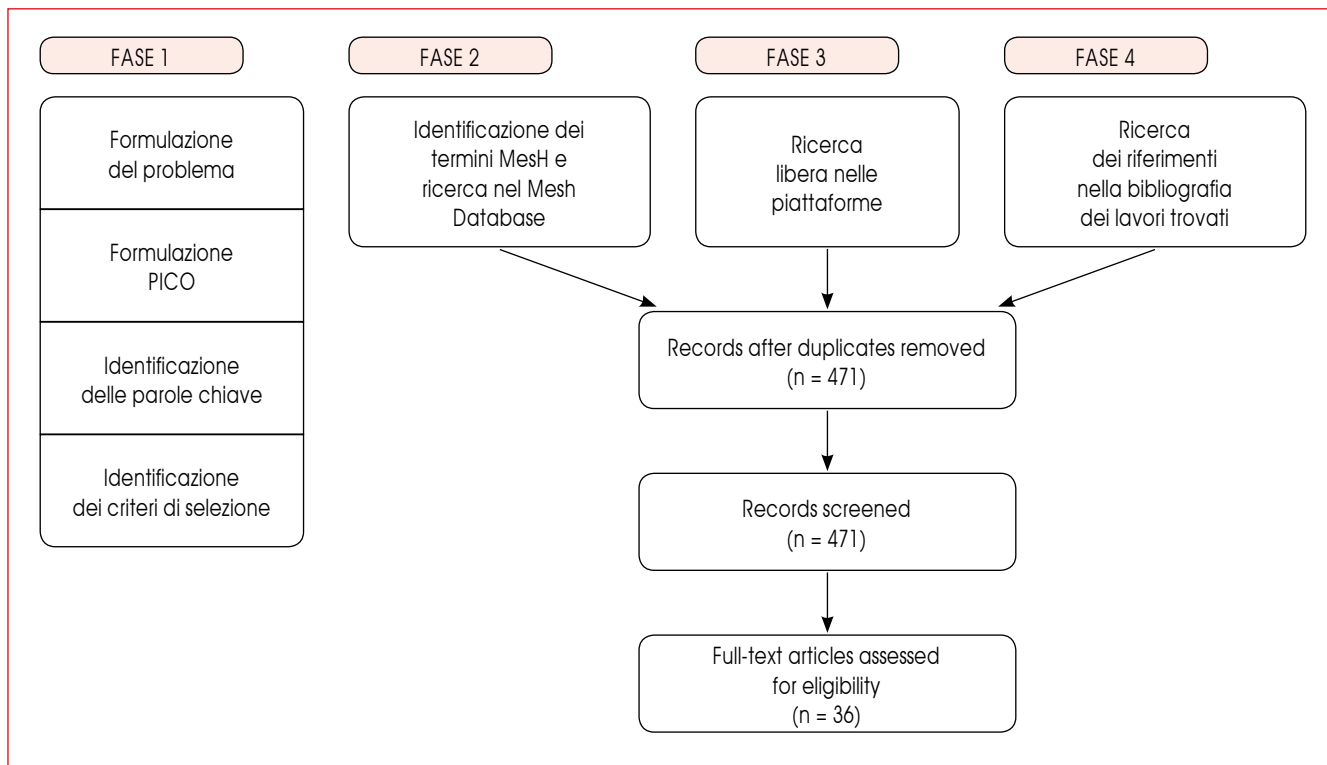 FASE 1
Formulazione
del problema
Formulazione
PICO
Identificazione
delle parole chiave
Identificazione
dei criteri di selezione
FASE 2
Identificazione dei
termini MesH e
ricerca nel Mesh
Database
FASE 3
Ricerca
libera nelle
piattaforme
FASE 4
Ricerca
dei riferimenti
nella bibliografia
dei lavori trovati
Records after duplicates removed
(n = 471)
Records screened
(n = 471)
Full-text articles assessed
for eligibility
(n = 36)